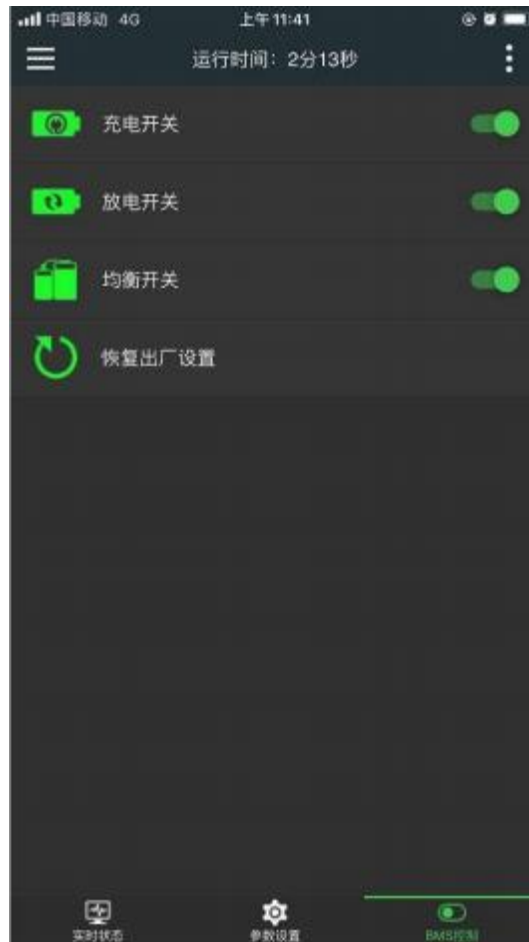 中国移动 4G 上午11:41
运行时间：2分13秒
充电开关
放电开关
均衡开关
恢复出厂设置
实时状态 参数设置 BMS控制